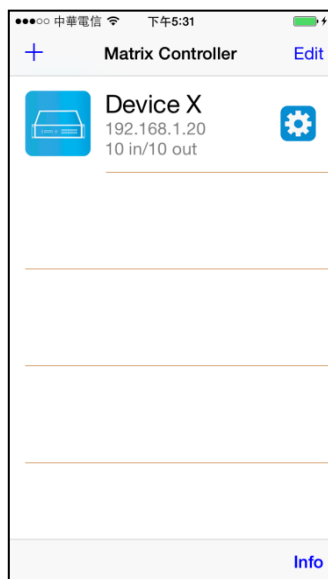 中華電信 下午5:31
+ Matrix Controller Edit
Device X
192.168.1.20
10 in/10 out
Info